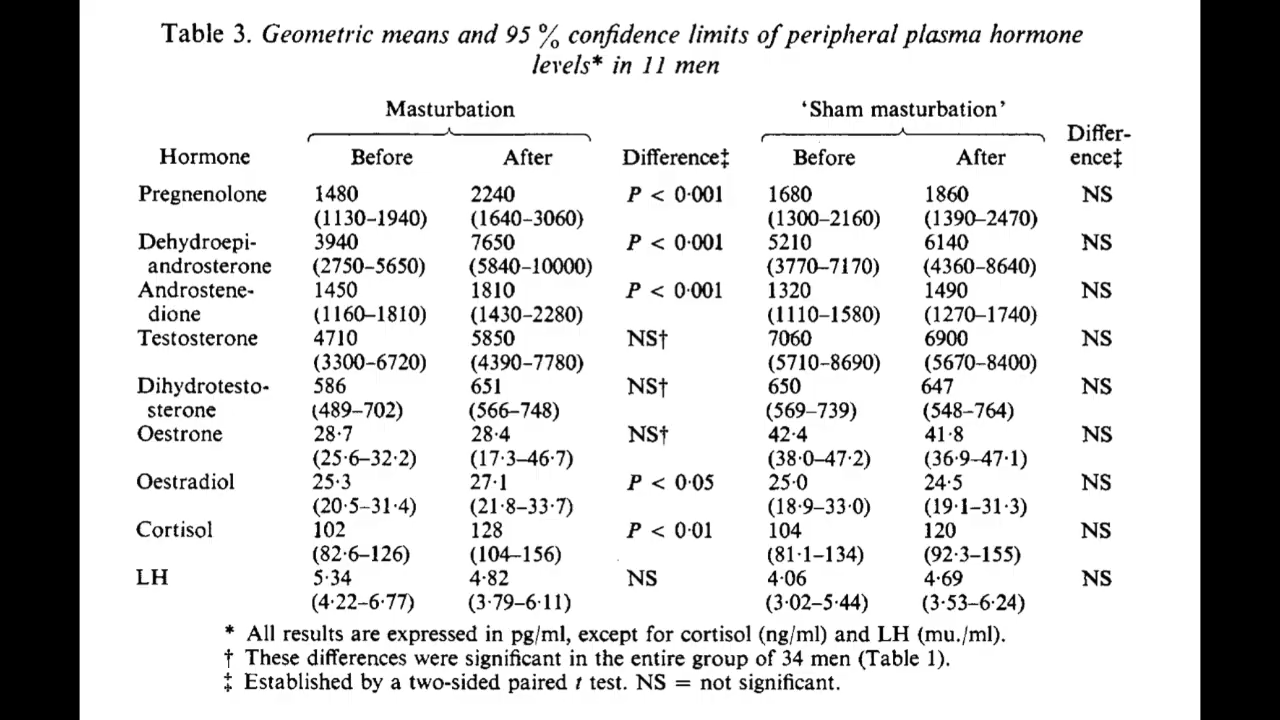 Table 3. Geometric means and 95 % confidence limits of peripheral plasma hormone
levels* in 11 men
Masturbation 'Sham masturbation'
Differ-
Hormone Before After Difference‡ Before After ence‡
Pregnenolone 1480 2240 P < 0·001 1680 1860 NS
(1130–1940) (1640–3060) (1300–2160) (1390–2470)
Dehydroepi- 3940 7650 P < 0·001 5210 6140 NS
androsterone (2750–5650) (5840–10000) (3770–7170) (4360–8640)
Androstene- 1450 1810 P < 0·001 1320 1490 NS
dione (1160–1810) (1430–2280) (1110–1580) (1270–1740)
Testosterone 4710 5850 NS† 7060 6900 NS
(3300–6720) (4390–7780) (5710–8690) (5670–8400)
Dihydrotesto- 586 651 NS† 650 647 NS
sterone (489–702) (566–748) (569–739) (548–764)
Oestrone 28·7 28·4 NS† 42·4 41·8 NS
(25·6–32·2) (17·3–46·7) (38·0–47·2) (36·9–47·1)
Oestradiol 25·3 27·1 P < 0·05 25·0 24·5 NS
(20·5–31·4) (21·8–33·7) (18·9–33·0) (19·1–31·3)
Cortisol 102 128 P < 0·01 104 120 NS
(82·6–126) (104–156) (81·1–134) (92·3–155)
LH 5·34 4·82 NS 4·06 4·69 NS
(4·22–6·77) (3·79–6·11) (3·02–5·44) (3·53–6·24)
* All results are expressed in pg/ml, except for cortisol (ng/ml) and LH (mu./ml).
† These differences were significant in the entire group of 34 men (Table 1).
‡ Established by a two-sided paired t test. NS = not significant.